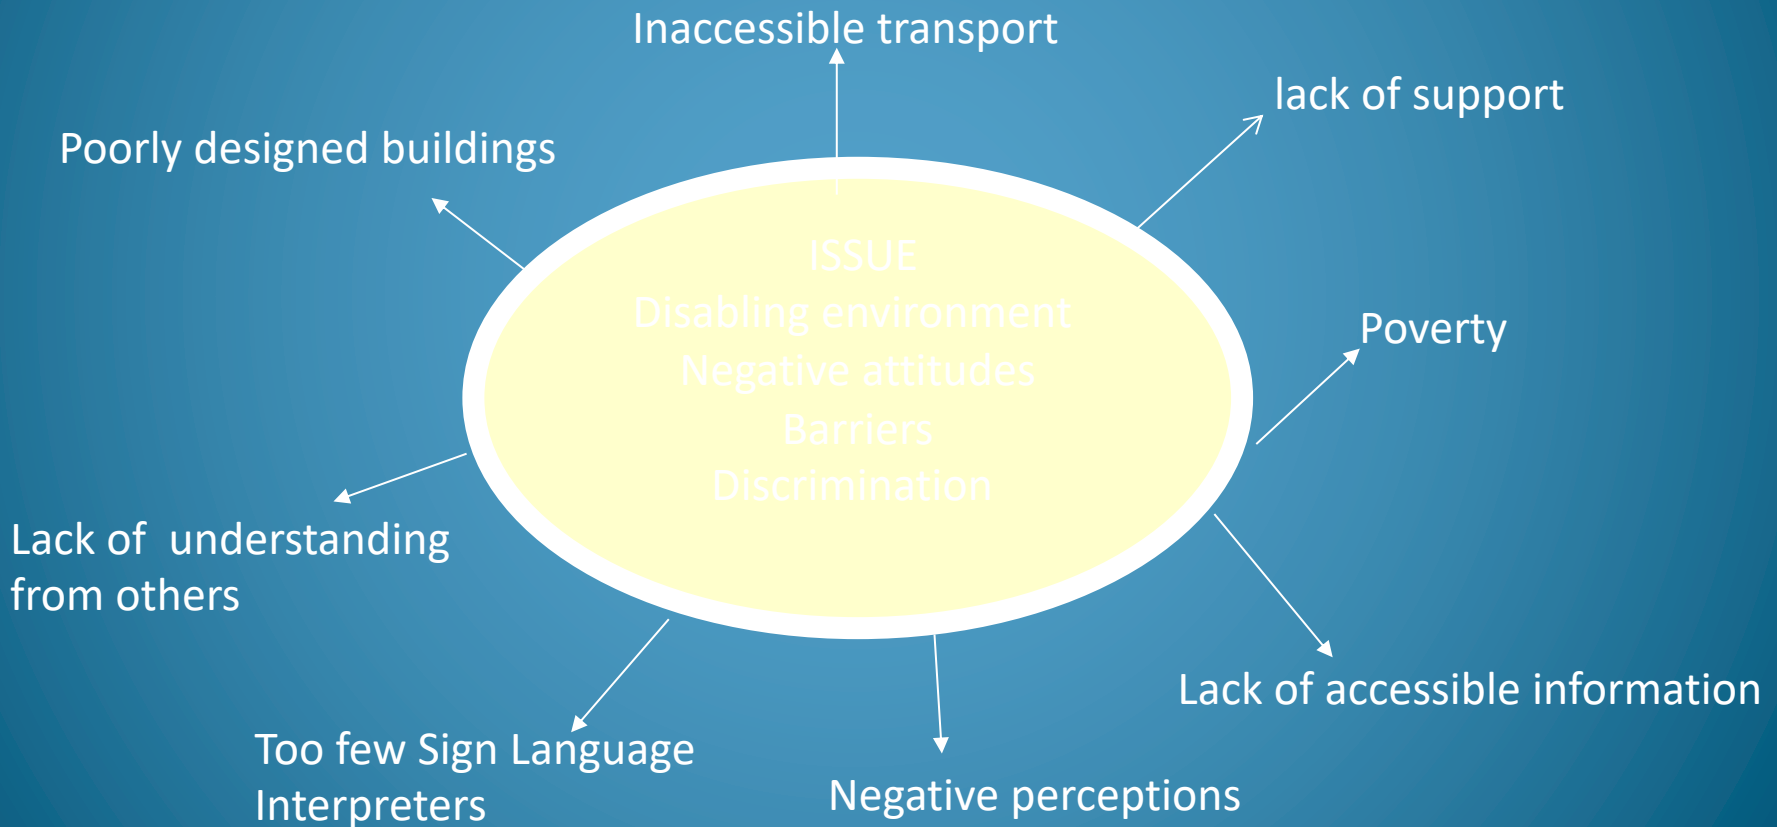 Inaccessible transport
lack of support
Poorly designed buildings
ISSUE
Disabling environment
Negative attitudes
Barriers
Discrimination
Poverty
Lack of  understanding
from others
Lack of accessible information
Too few Sign Language
Interpreters
Negative perceptions